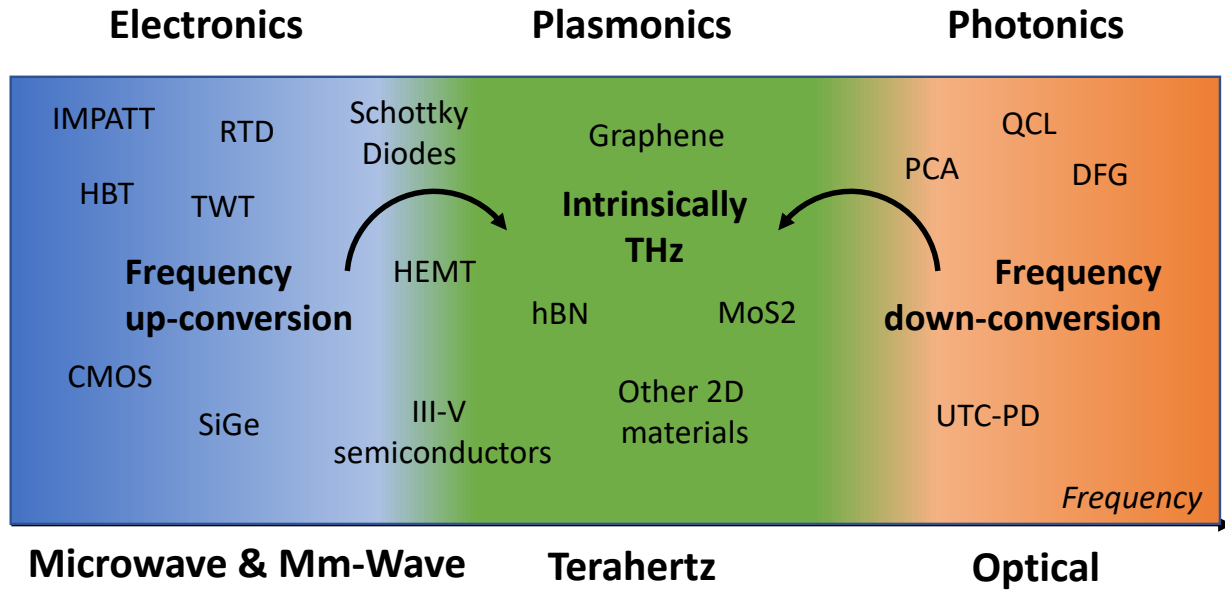 Electronics
Plasmonics
Photonics
IMPATT
RTD
Schottky
Diodes
Graphene
QCL
PCA
DFG
HBT
TWT
Intrinsically
THz
Frequency
up-conversion
HEMT
hBN
MoS2
Frequency
down-conversion
CMOS
SiGe
III-V
semiconductors
Other 2D
materials
UTC-PD
Frequency
Microwave & Mm-Wave
Terahertz
Optical